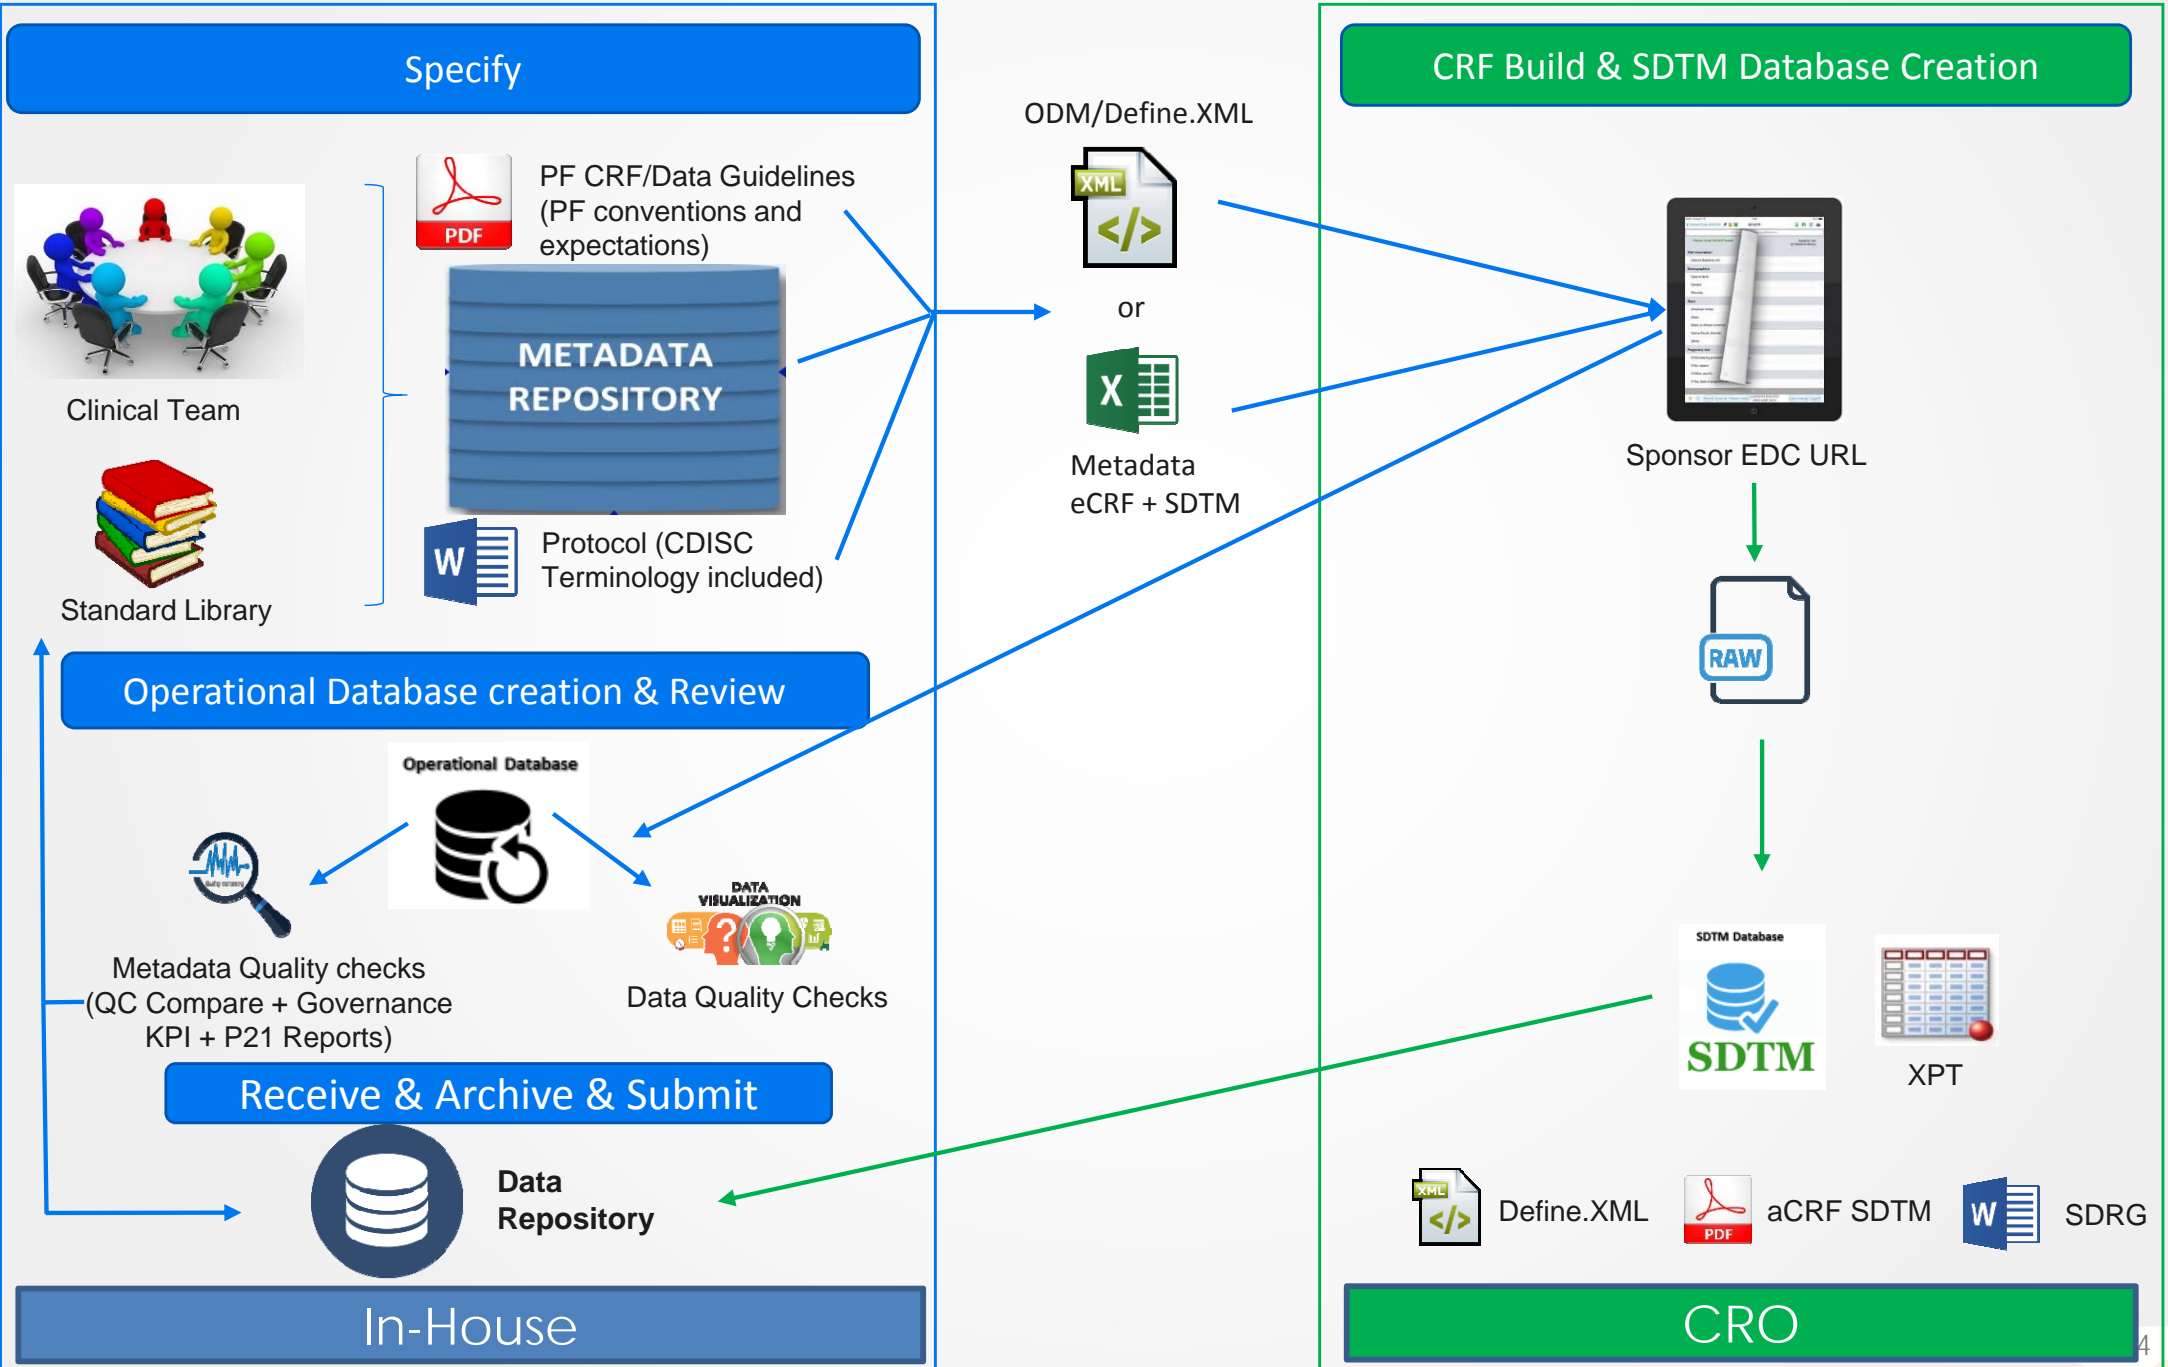 Specify
CRF Build & SDTM Database Creation
ODM/Define.XML
XML
</>
or
X
Metadata
eCRF + SDTM
PDF
PF CRF/Data Guidelines
(PF conventions and
expectations)
METADATA
REPOSITORY
W
Protocol (CDISC
Terminology included)
Clinical Team
Standard Library
Operational Database creation & Review
Operational Database
Metadata Quality checks
(QC Compare + Governance
KPI + P21 Reports)
DATA
VISUALIZATION
?
Data Quality Checks
Receive & Archive & Submit
Data
Repository
In-House
Sponsor EDC URL
RAW
SDTM Database
SDTM
XPT
XML
</>
Define.XML
PDF
aCRF SDTM
W
SDRG
CRO
4